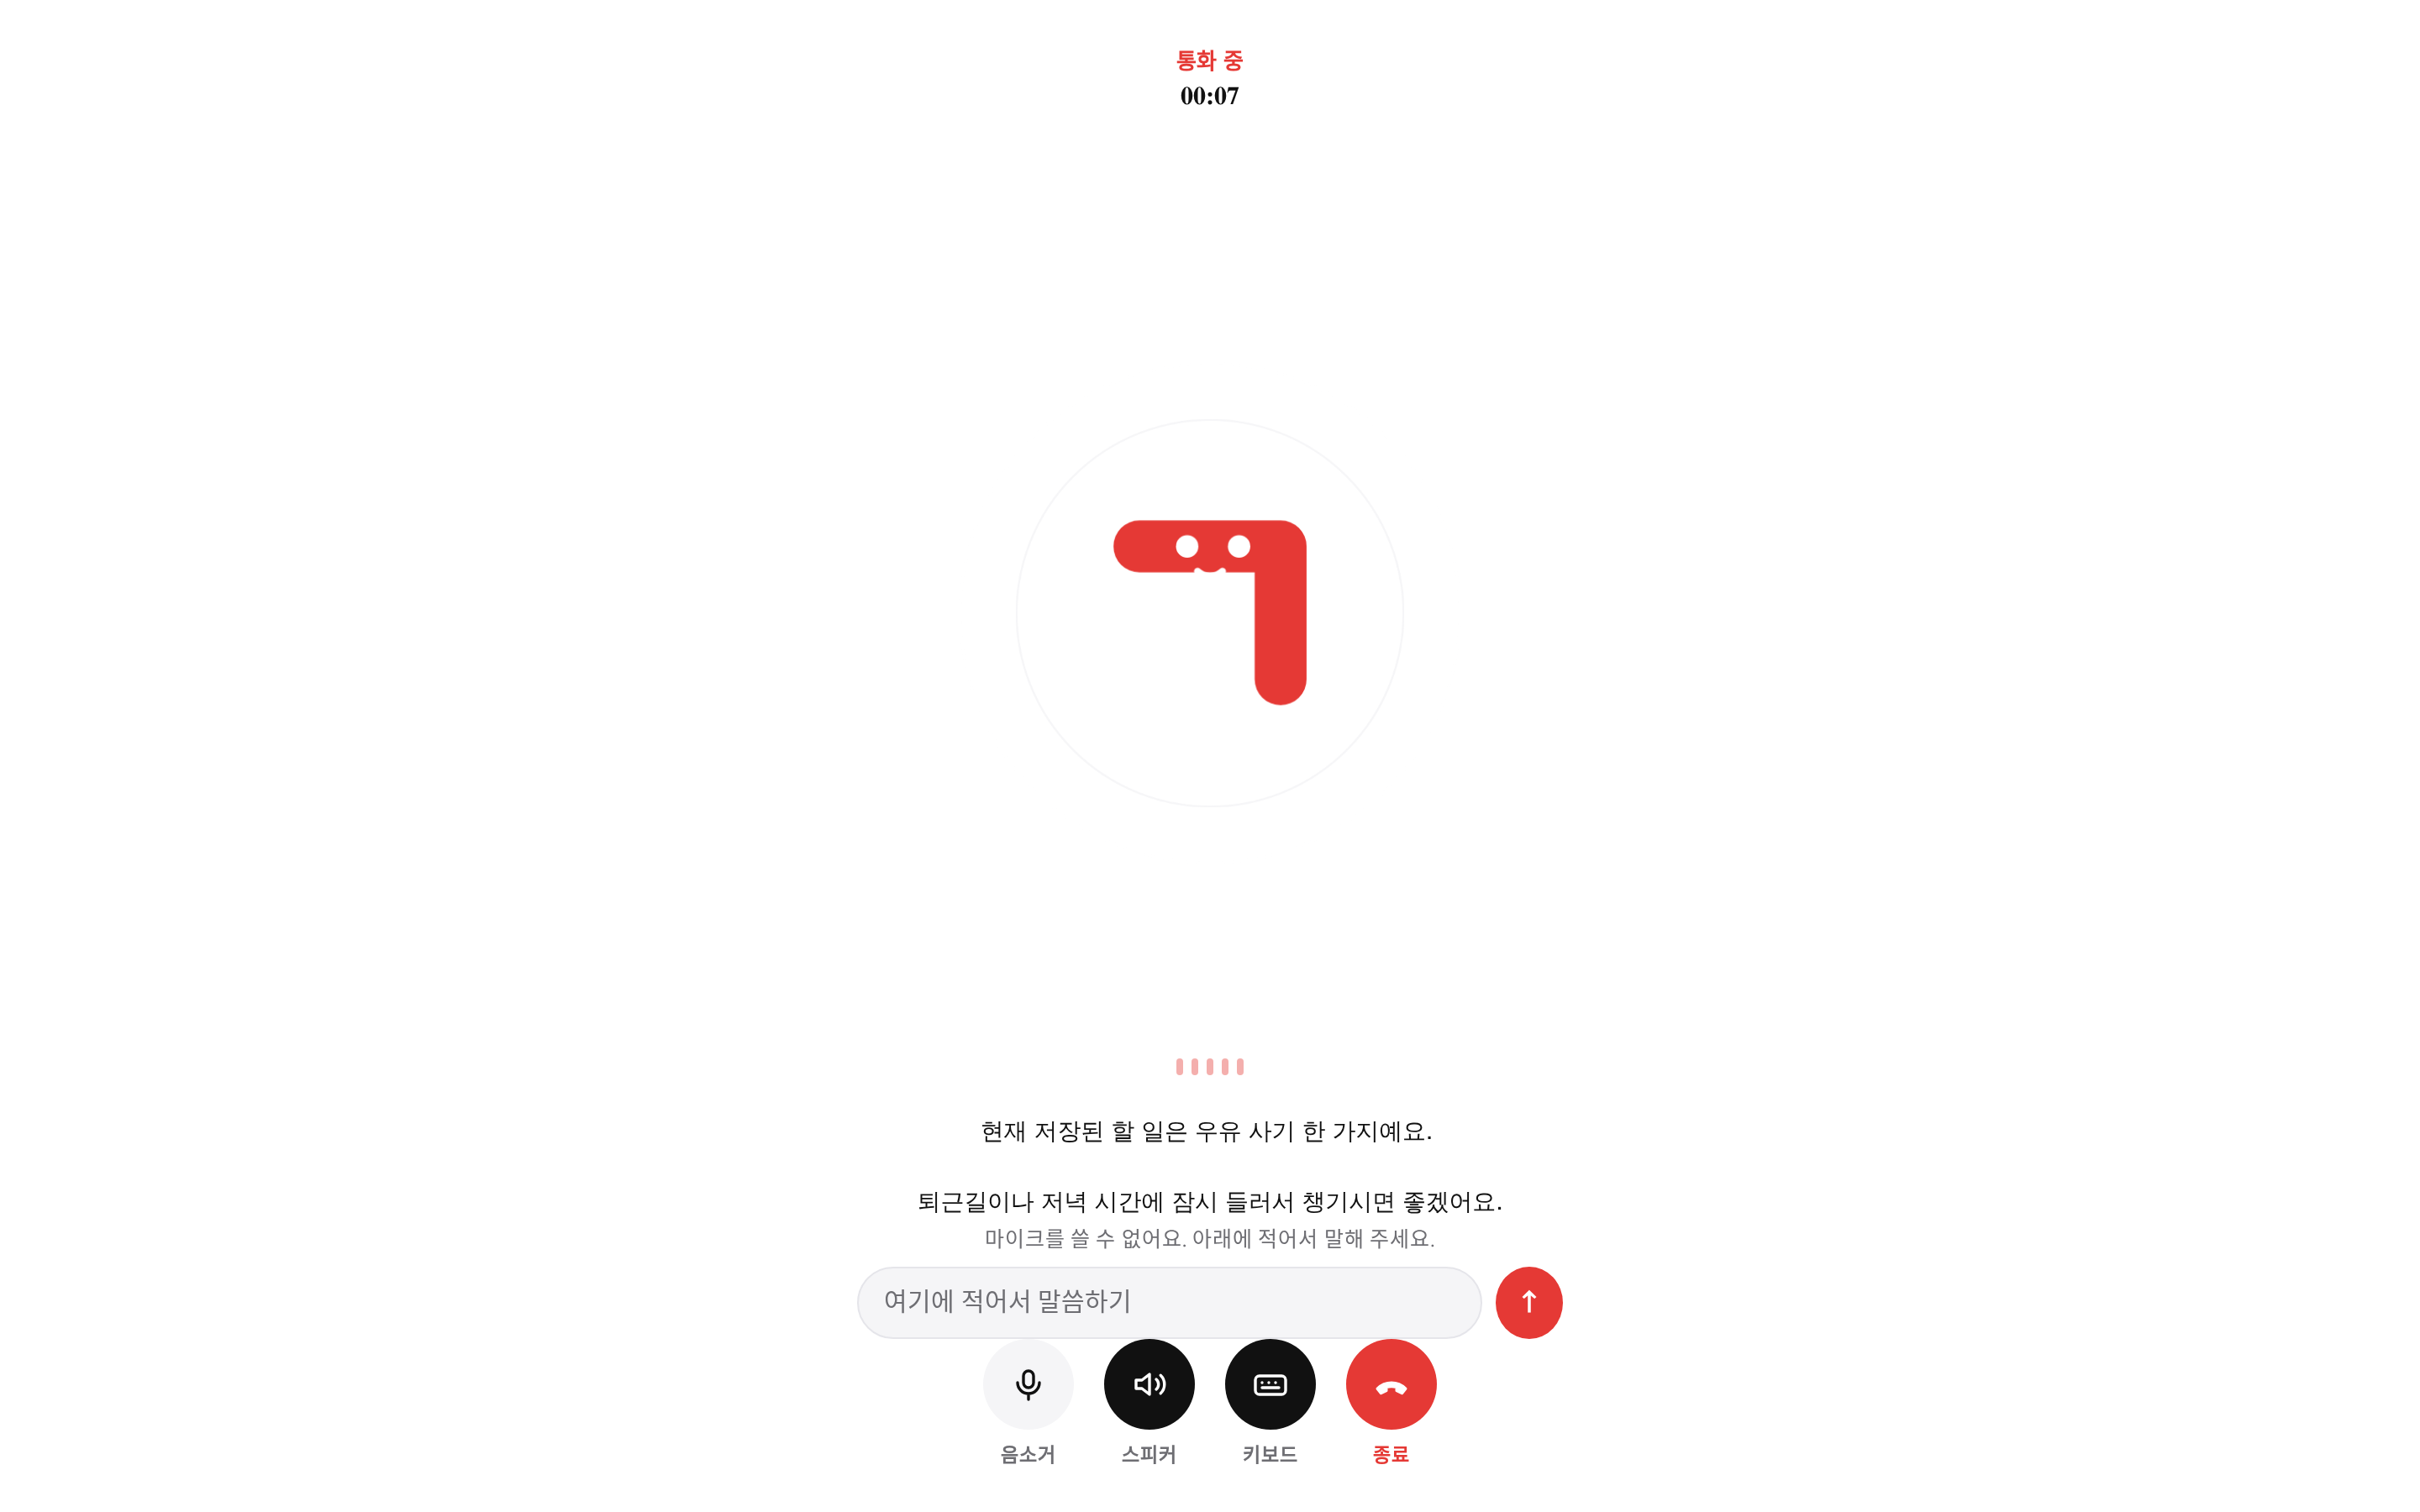 통화 중
00:07
현재 저장된 할 일은 우유 사기 한 가지예요.
퇴근길이나 저녁 시간에 잠시 들러서 챙기시면 좋겠어요.
마이크를 쓸 수 없어요. 아래에 적어서 말해 주세요.
여기에 적어서 말씀하기
음소거 스피커 키보드 종료